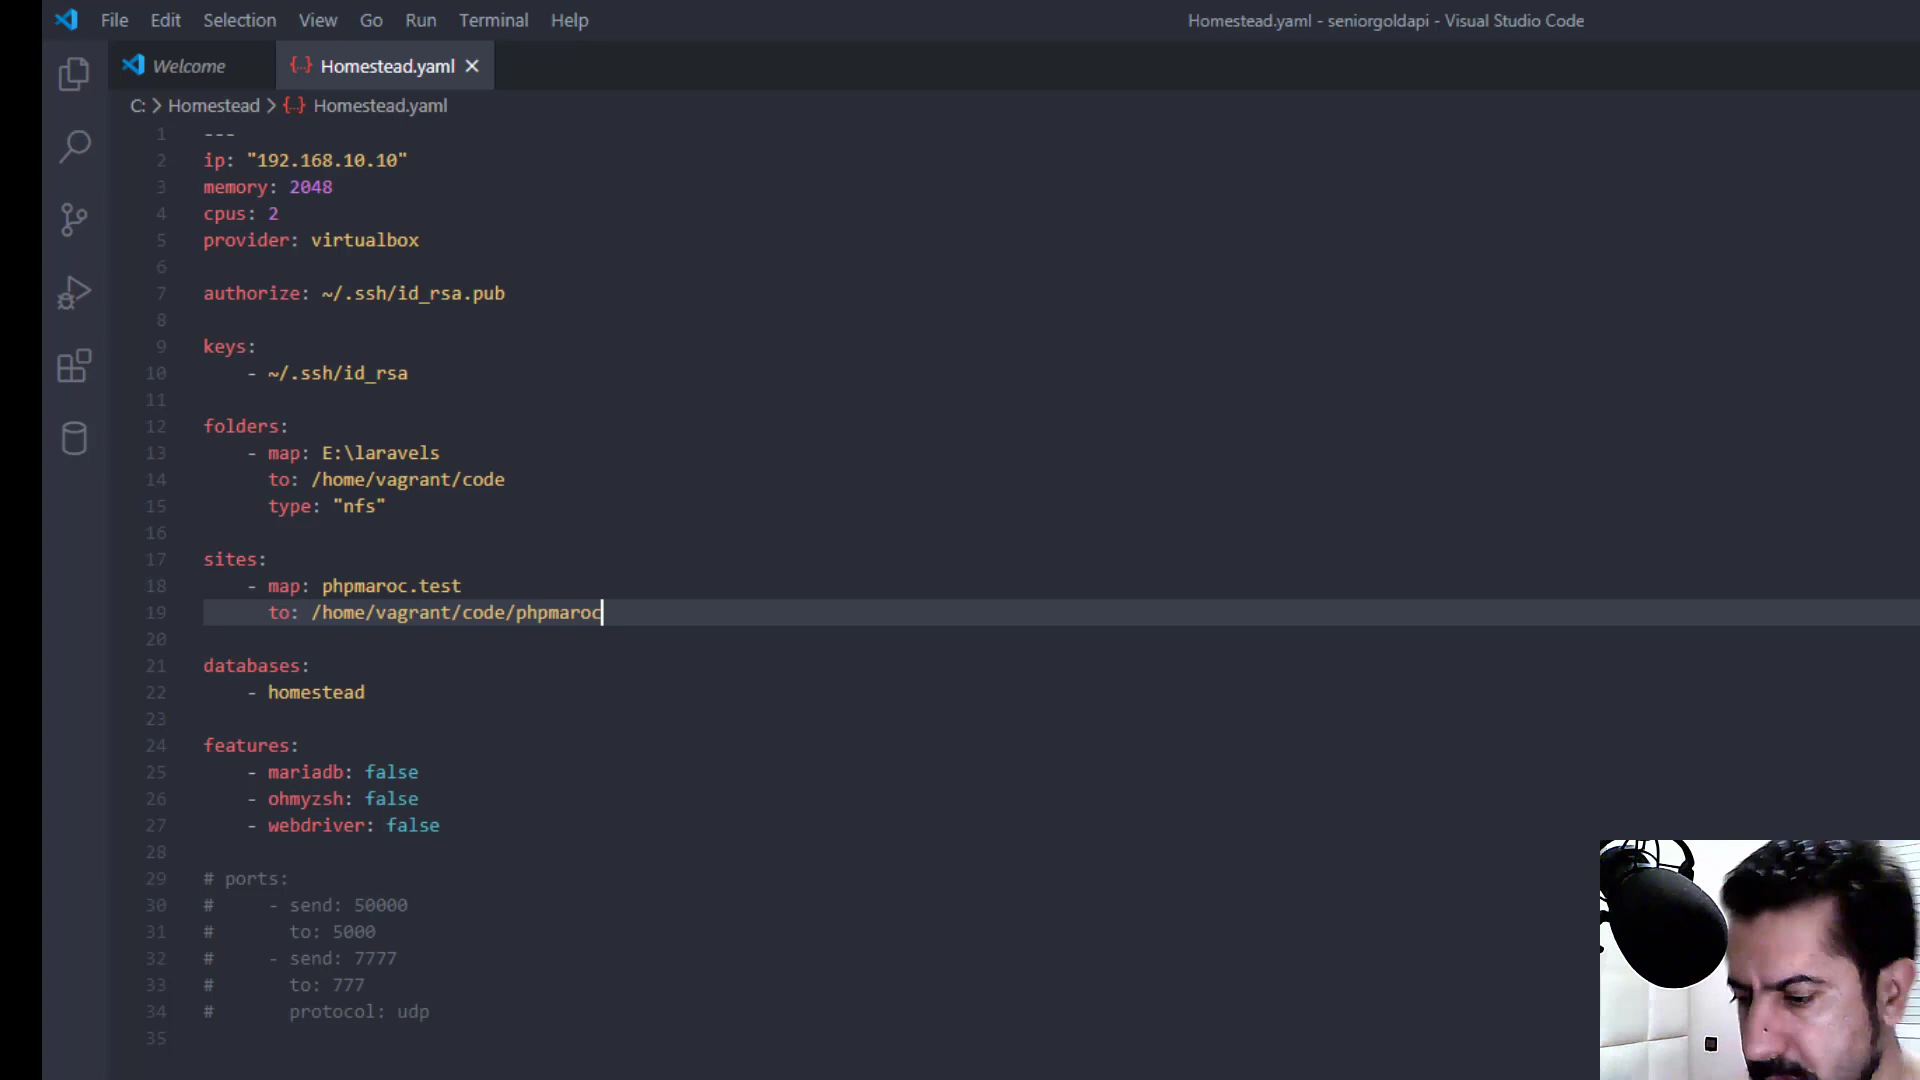 File Edit Selection View Go Run Terminal Help
Homestead.yaml - seniorgoldapi - Visual Studio Code
Welcome
Homestead.yaml
C: > Homestead > Homestead.yaml
1 ---
2 ip: "192.168.10.10"
3 memory: 2048
4 cpus: 2
5 provider: virtualbox
6
7 authorize: ~/.ssh/id_rsa.pub
8
9 keys:
10 - ~/.ssh/id_rsa
11
12 folders:
13 - map: E:\laravels
14 to: /home/vagrant/code
15 type: "nfs"
16
17 sites:
18 - map: phpmaroc.test
19 to: /home/vagrant/code/phpmaroc
20
21 databases:
22 - homestead
23
24 features:
25 - mariadb: false
26 - ohmyzsh: false
27 - webdriver: false
28
29 # ports:
30 # - send: 50000
31 # to: 5000
32 # - send: 7777
33 # to: 777
34 # protocol: udp
35